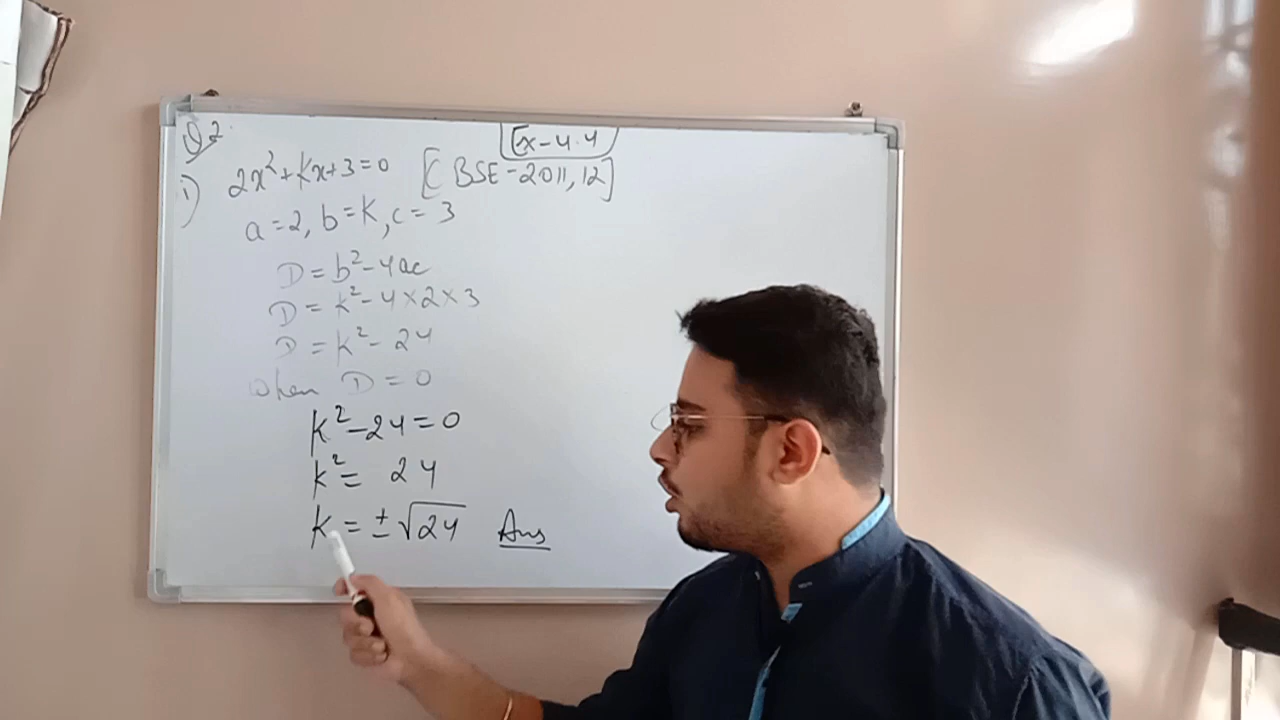 Q2.
Ex-4.4
i) 2x²+Kx+3=0 [CBSE-2011,12]
a=2, b=K, c=3
D=b²-4ac
D=k²-4×2×3
D=k²-24
when D=0
k²-24=0
k²=24
k=±√24 Ans